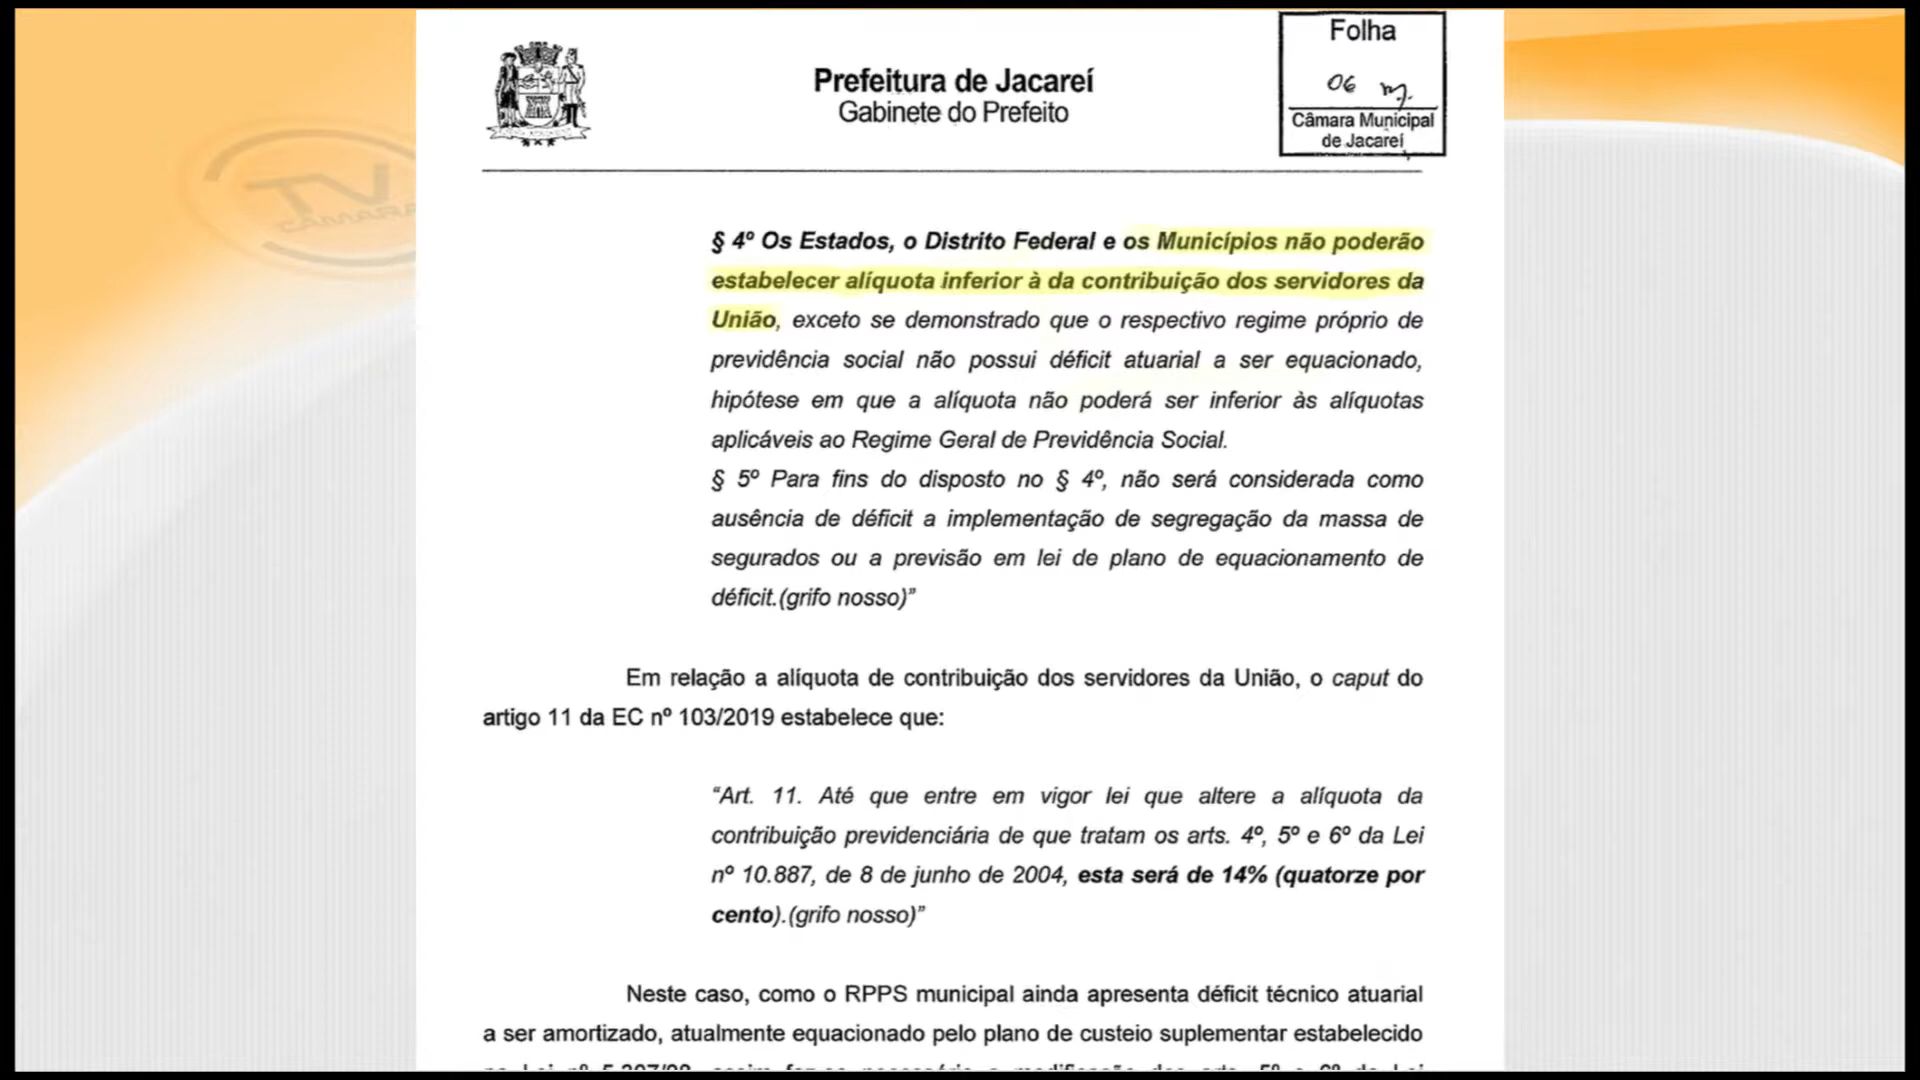 Folha
06
Câmara Municipal
de Jacareí
Prefeitura de Jacareí
Gabinete do Prefeito
TV
CÂMARA
§ 4º Os Estados, o Distrito Federal e os Municípios não poderão
estabelecer alíquota inferior à da contribuição dos servidores da
União, exceto se demonstrado que o respectivo regime próprio de
previdência social não possui déficit atuarial a ser equacionado,
hipótese em que a alíquota não poderá ser inferior às alíquotas
aplicáveis ao Regime Geral de Previdência Social.
§ 5º Para fins do disposto no § 4º, não será considerada como
ausência de déficit a implementação de segregação da massa de
segurados ou a previsão em lei de plano de equacionamento de
déficit.(grifo nosso)”
Em relação a alíquota de contribuição dos servidores da União, o caput do
artigo 11 da EC nº 103/2019 estabelece que:
“Art. 11. Até que entre em vigor lei que altere a alíquota da
contribuição previdenciária de que tratam os arts. 4º, 5º e 6º da Lei
nº 10.887, de 8 de junho de 2004, esta será de 14% (quatorze por
cento).(grifo nosso)”
Neste caso, como o RPPS municipal ainda apresenta déficit técnico atuarial
a ser amortizado, atualmente equacionado pelo plano de custeio suplementar estabelecido